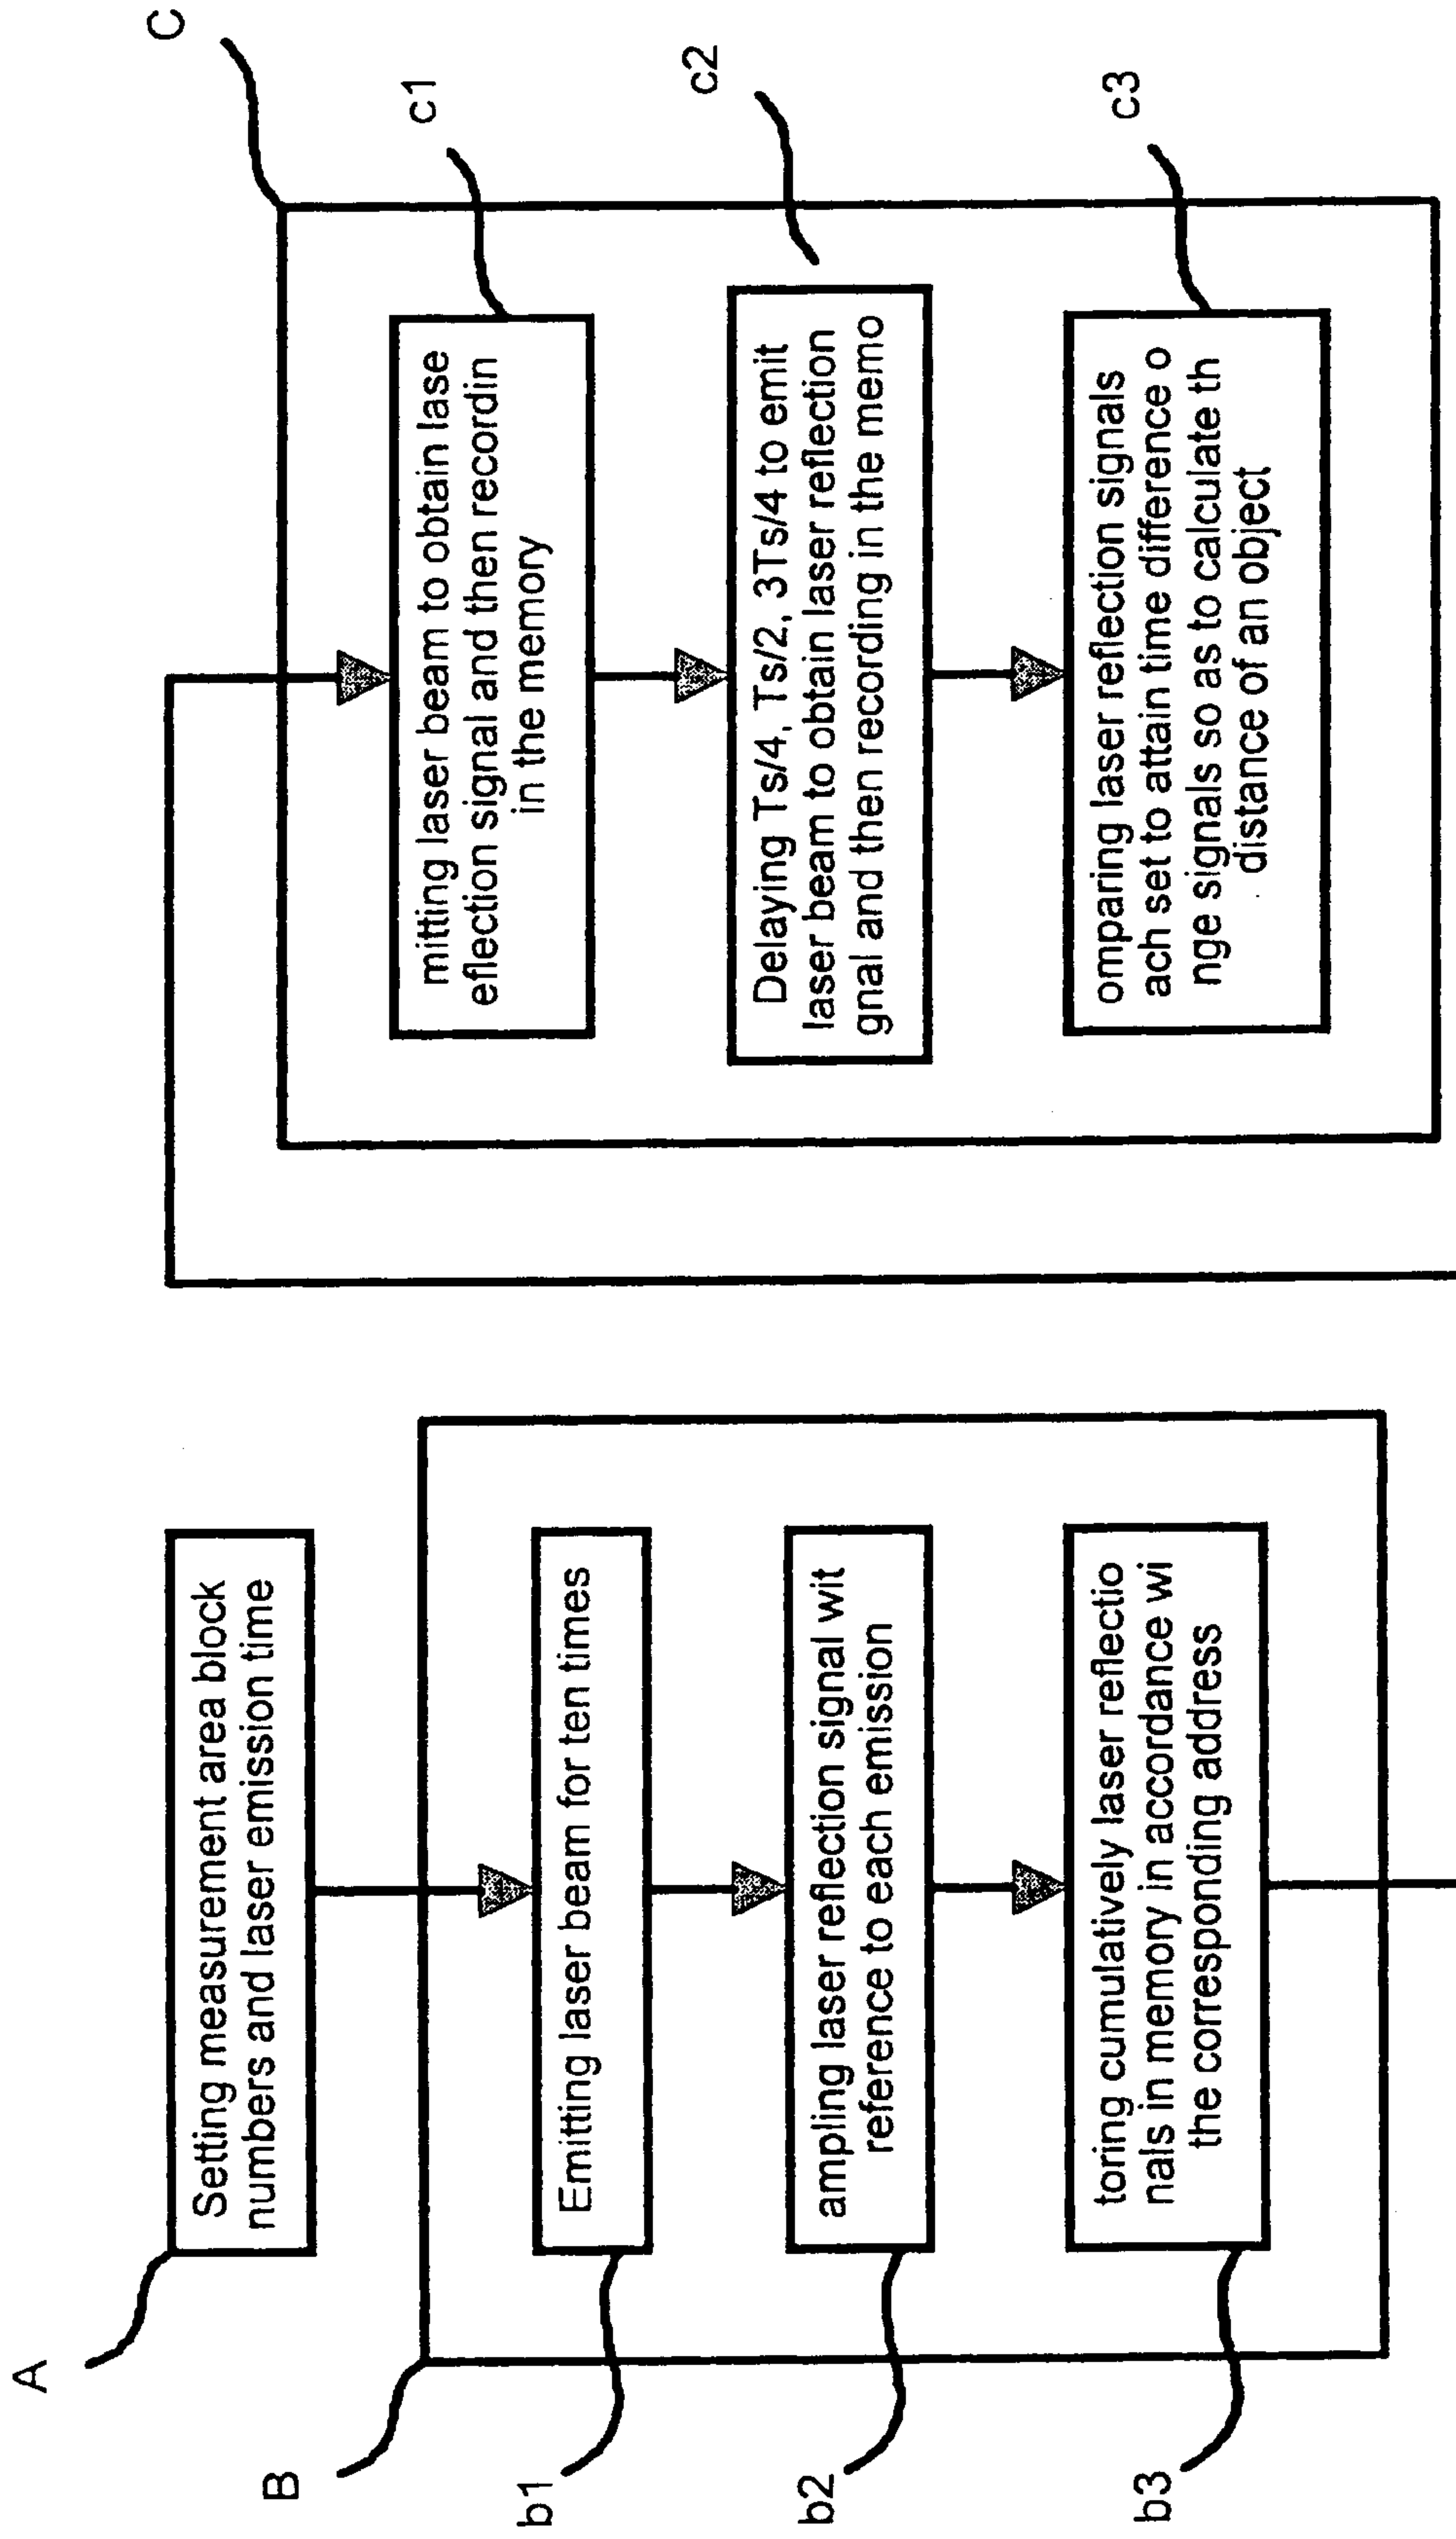 A
Setting measurement area block
numbers and laser emission time
B
b1
Emitting laser beam for ten times
b2
ampling laser reflection signal wit
reference to each emission
b3
toring cumulatively laser reflectio
nals in memory in accordance wi
the corresponding address
C
c1
mitting laser beam to obtain lase
eflection signal and then recordin
in the memory
c2
Delaying Ts/4, Ts/2, 3Ts/4 to emit
laser beam to obtain laser reflection
gnal and then recording in the memo
c3
omparing laser reflection signals
ach set to attain time difference o
nge signals so as to calculate th
distance of an object